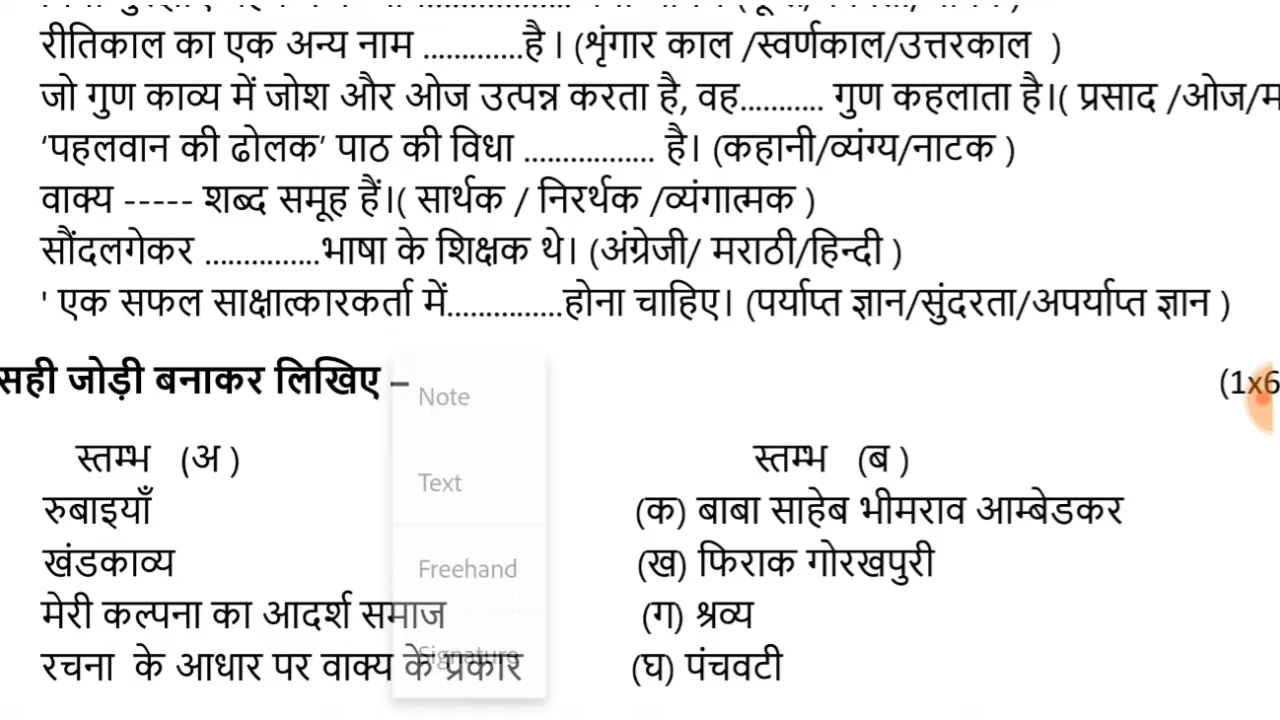 रीतिकाल का एक अन्य नाम .............है । (शृंगार काल /स्वर्णकाल/उत्तरकाल )
जो गुण काव्य में जोश और ओज उत्पन्न करता है, वह........... गुण कहलाता है।( प्रसाद /ओज/म
‘पहलवान की ढोलक’ पाठ की विधा ................. है। (कहानी/व्यंग्य/नाटक )
वाक्य ----- शब्द समूह हैं।( सार्थक / निरर्थक /व्यंगात्मक )
सौंदलगेकर ...............भाषा के शिक्षक थे। (अंग्रेजी/ मराठी/हिन्दी )
' एक सफल साक्षात्कारकर्ता में...............होना चाहिए। (पर्याप्त ज्ञान/सुंदरता/अपर्याप्त ज्ञान )
सही जोड़ी बनाकर लिखिए – (1x6
Note
स्तम्भ (अ ) स्तम्भ (ब )
Text
रुबाइयाँ (क) बाबा साहेब भीमराव आम्बेडकर
खंडकाव्य (ख) फिराक गोरखपुरी
Freehand
मेरी कल्पना का आदर्श समाज (ग) श्रव्य
रचना के आधार पर वाक्य के प्रकार (घ) पंचवटी
Signature